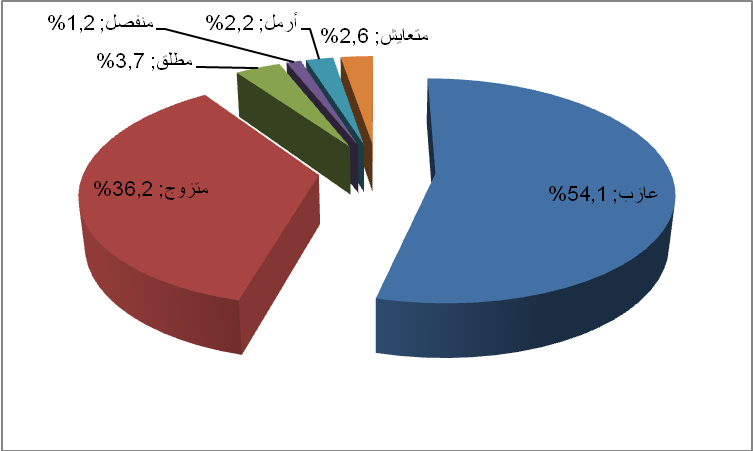 متعايش; 2,6%
أرمل; 2,2%
منفصل; 1,2%
مطلق; 3,7%
متزوج; 36,2%
عازب; 54,1%